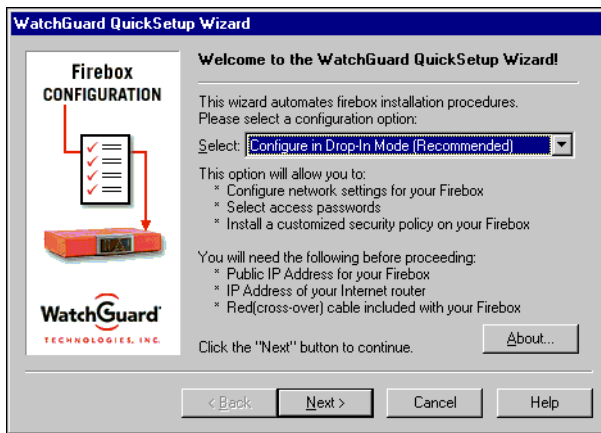 WatchGuard QuickSetup Wizard
Firebox
CONFIGURATION
WatchGuard
TECHNOLOGIES, INC.
Welcome to the WatchGuard QuickSetup Wizard!
This wizard automates firebox installation procedures.
Please select a configuration option:
Select: Configure in Drop-In Mode (Recommended)
This option will allow you to:
* Configure network settings for your Firebox
* Select access passwords
* Install a customized security policy on your Firebox
You will need the following before proceeding:
* Public IP Address for your Firebox
* IP Address of your Internet router
* Red(cross-over) cable included with your Firebox
Click the "Next" button to continue.
About...
< Back
Next >
Cancel
Help